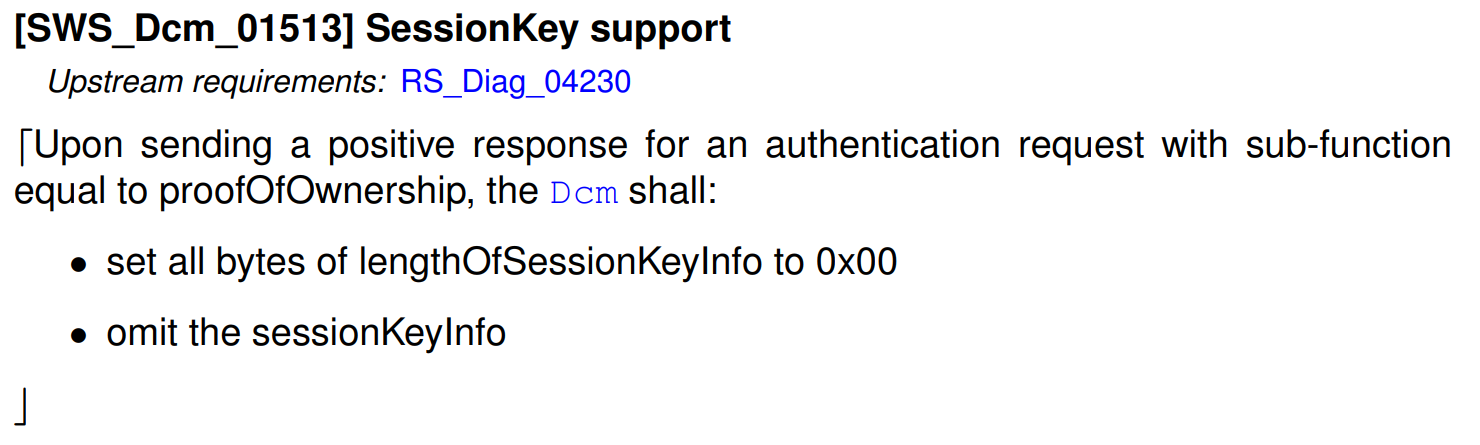 [SWS_Dcm_01513] SessionKey support
Upstream requirements: RS_Diag_04230
⌈Upon sending a positive response for an authentication request with sub-function
equal to proofOfOwnership, the Dcm shall:
• set all bytes of lengthOfSessionKeyInfo to 0x00
• omit the sessionKeyInfo
⌋